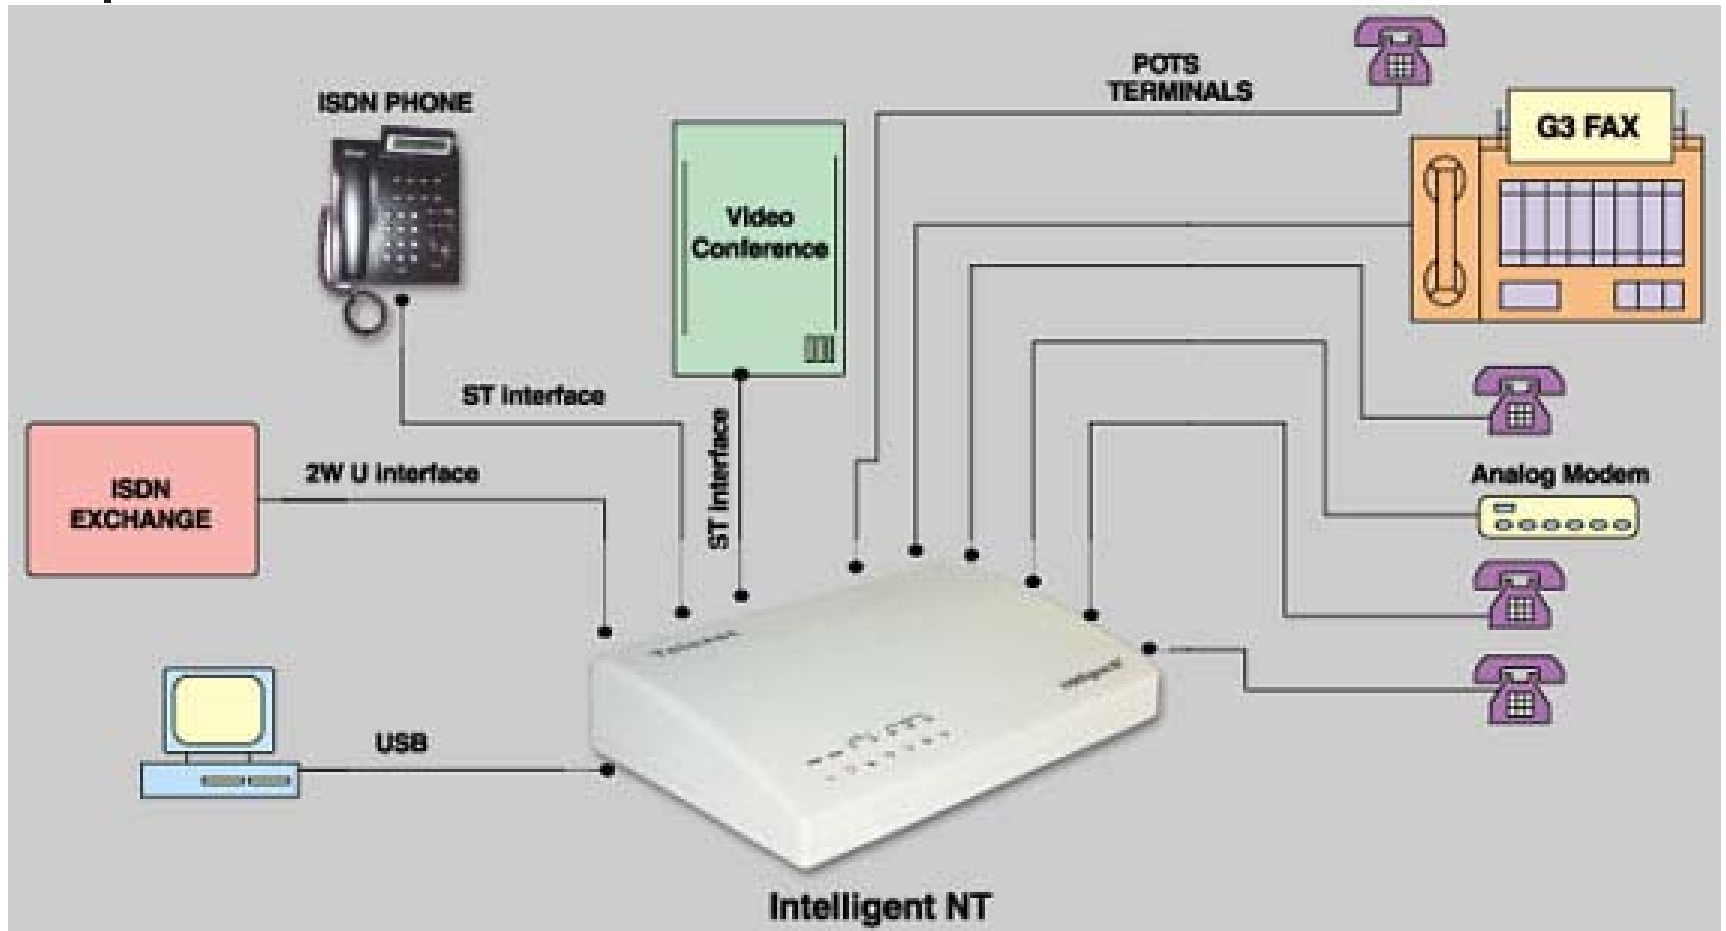 POTS
TERMINALS
ISDN PHONE
G3 FAX
Video
Conference
ST interface
ST interface
2W U interface
ISDN
EXCHANGE
Analog Modem
USB
Intelligent NT